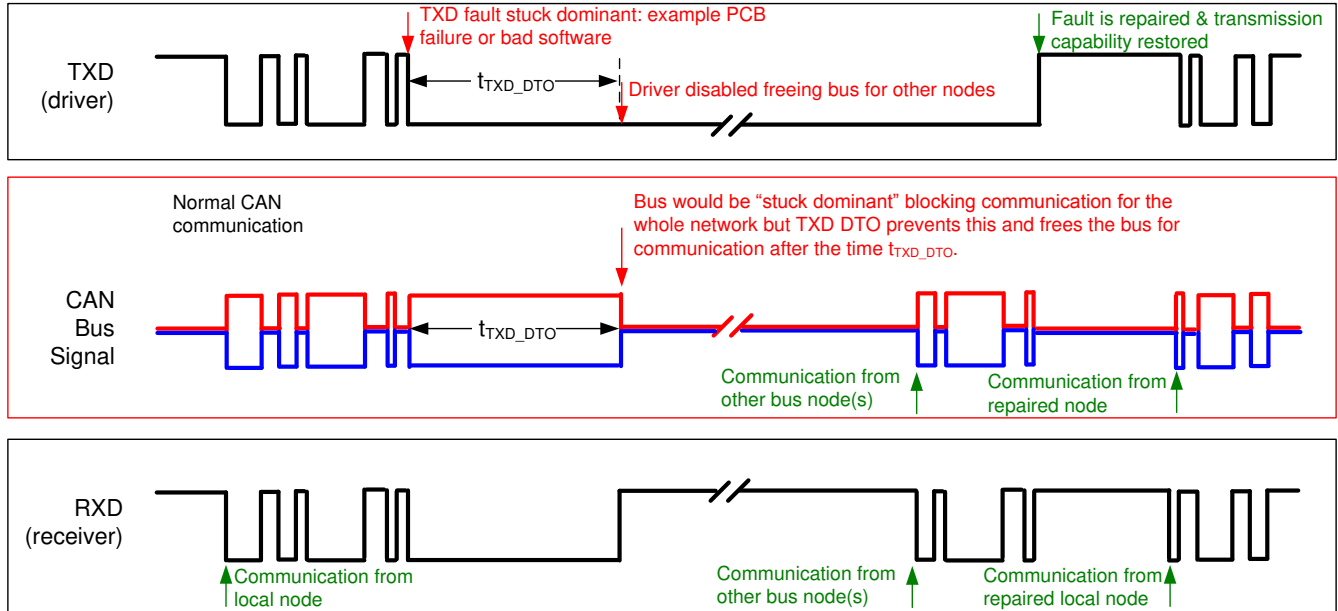 TXD fault stuck dominant: example PCB
failure or bad software
Fault is repaired & transmission
capability restored
TXD
(driver)
tTXD_DTO
Driver disabled freeing bus for other nodes
Normal CAN
communication
Bus would be “stuck dominant” blocking communication for the
whole network but TXD DTO prevents this and frees the bus for
communication after the time tTXD_DTO.
CAN
Bus
Signal
tTXD_DTO
Communication from
other bus node(s)
Communication from
repaired node
RXD
(receiver)
Communication from
local node
Communication from
other bus node(s)
Communication from
repaired local node